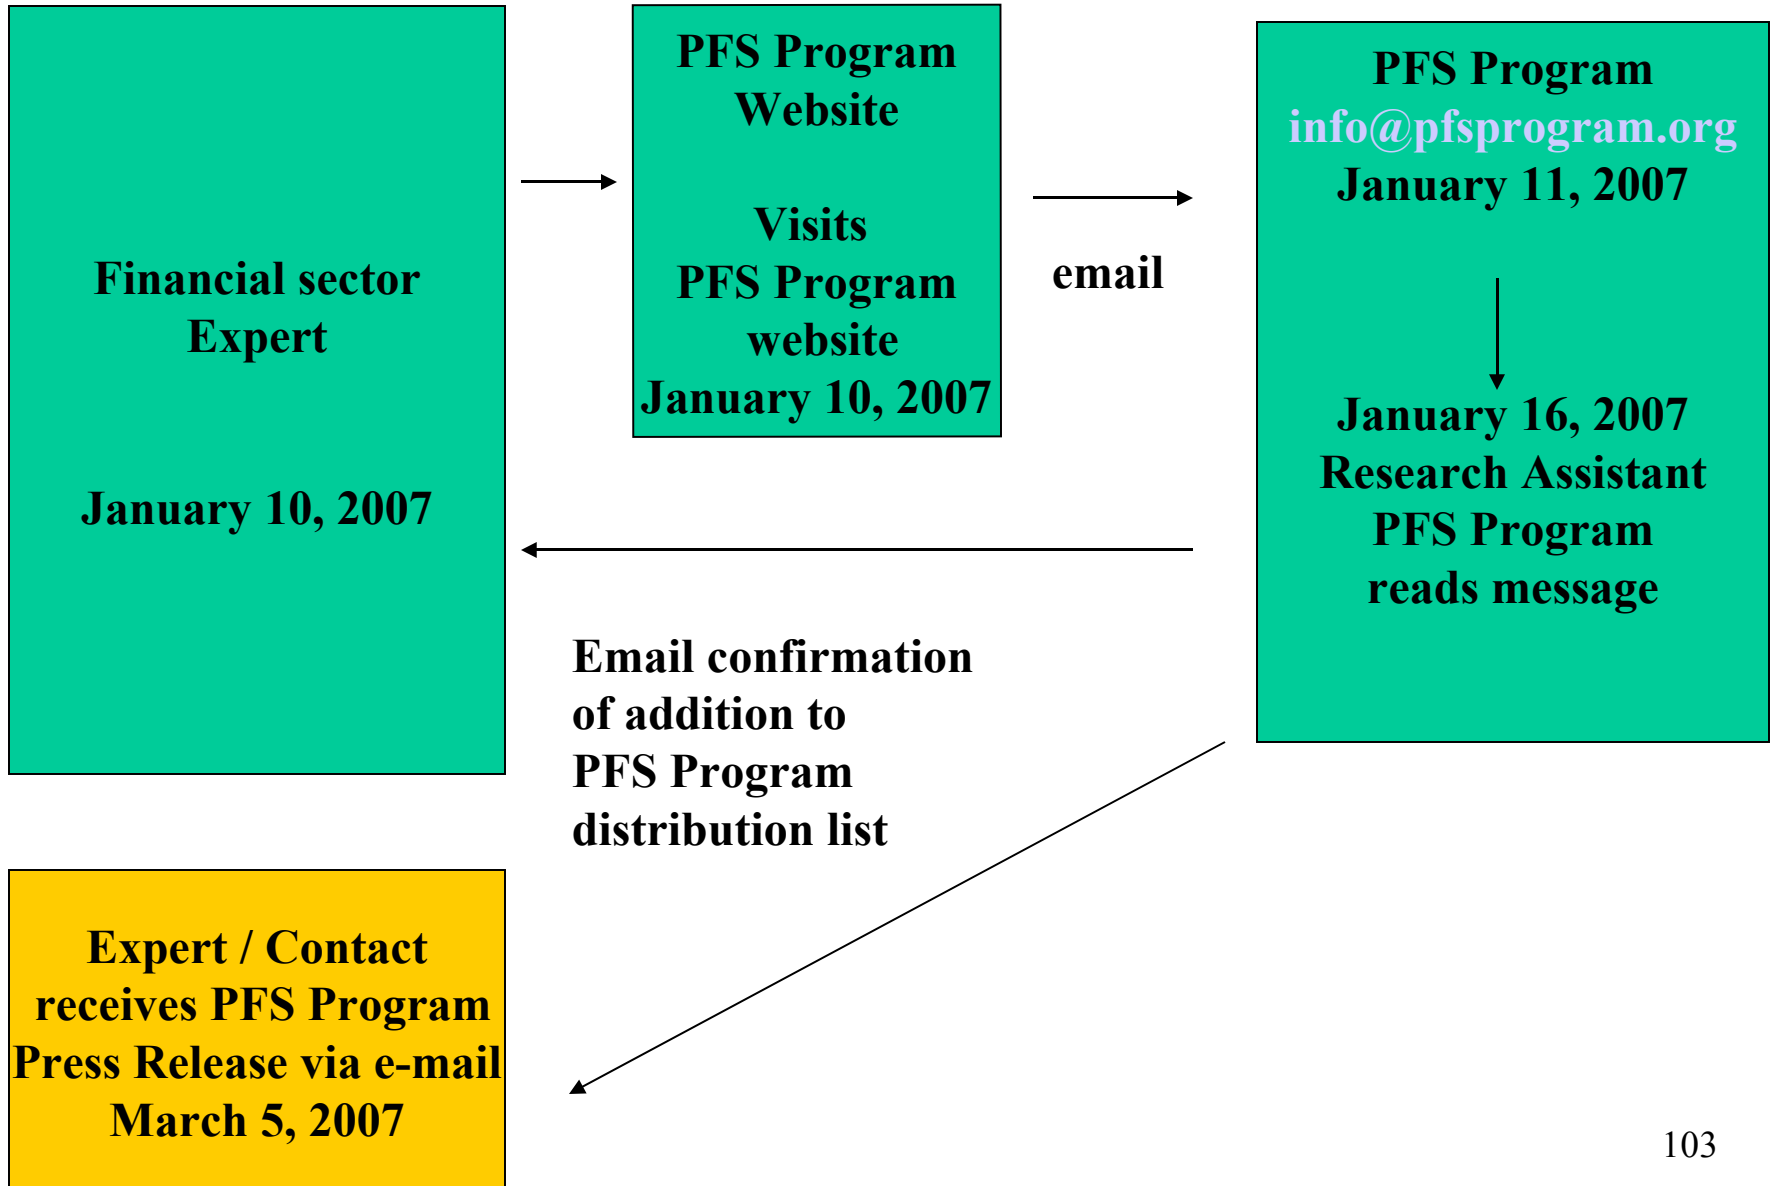 Financial sector
Expert
January 10, 2007
PFS Program
Website
Visits
PFS Program
website
January 10, 2007
email
PFS Program
info@pfsprogram.org
January 11, 2007
January 16, 2007
Research Assistant
PFS Program
reads message
Email confirmation
of addition to
PFS Program
distribution list
Expert / Contact
receives PFS Program
Press Release via e-mail
March 5, 2007
103